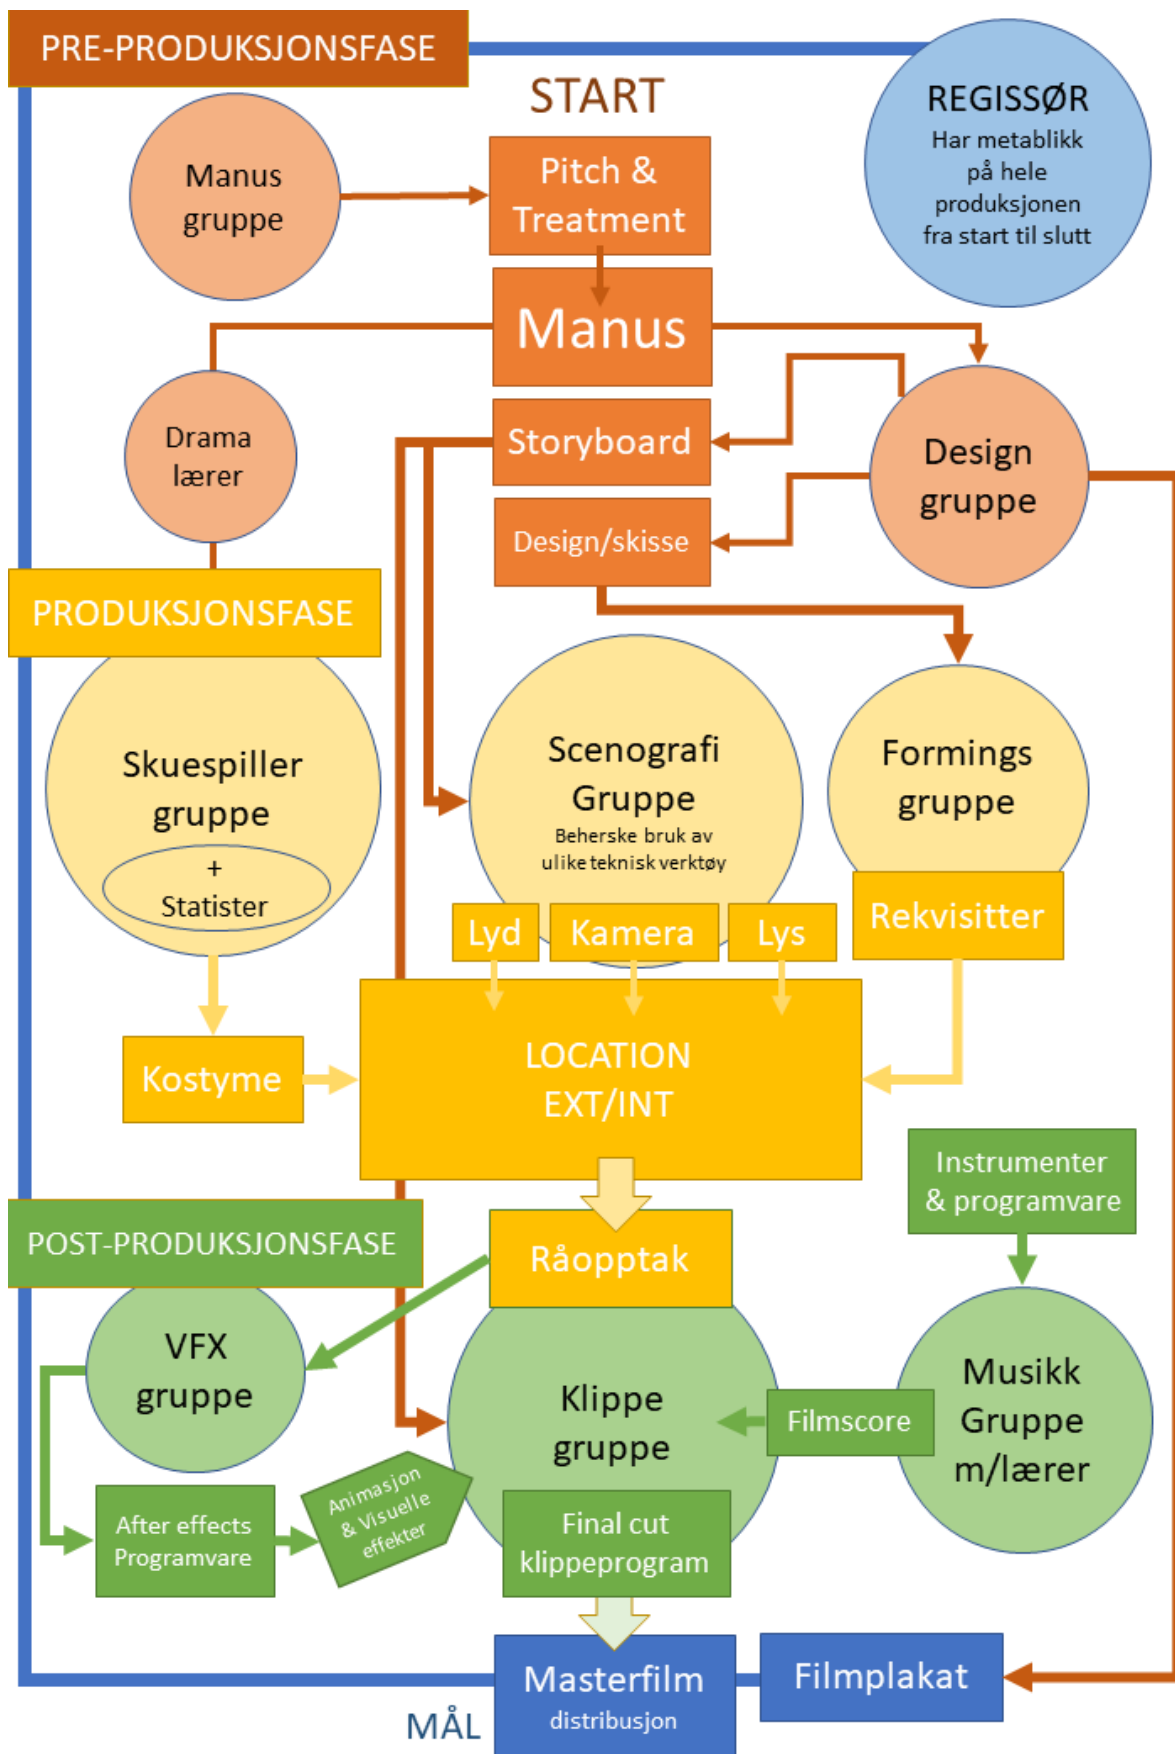 PRE-PRODUKSJONSFASE
START
REGISSØR
Har metablikk
på hele
produksjonen
fra start til slutt
Manus
gruppe
Pitch &
Treatment
Manus
Drama
lærer
Storyboard
Design
gruppe
Design/skisse
PRODUKSJONSFASE
Skuespiller
gruppe
+
Statister
Scenografi
Gruppe
Beherske bruk av
ulike teknisk verktøy
Formings
gruppe
Lyd
Kamera
Lys
Rekvisitter
Kostyme
LOCATION
EXT/INT
Instrumenter
& programvare
POST-PRODUKSJONSFASE
Råopptak
VFX
gruppe
Klippe
gruppe
Filmscore
Musikk
Gruppe
m/lærer
After effects
Programvare
Animasjon
& Visuelle
effekter
Final cut
klippeprogram
Masterfilm
distribusjon
Filmplakat
MÅL